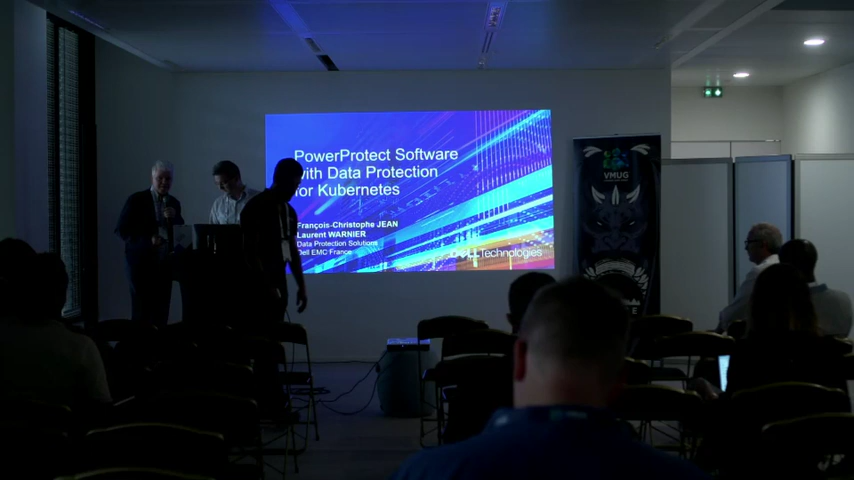 PowerProtect Software
with Data Protection
for Kubernetes
François-Christophe JEAN
Laurent WARNIER
Data Protection Solutions
Dell EMC France
DELLTechnologies
VMUG